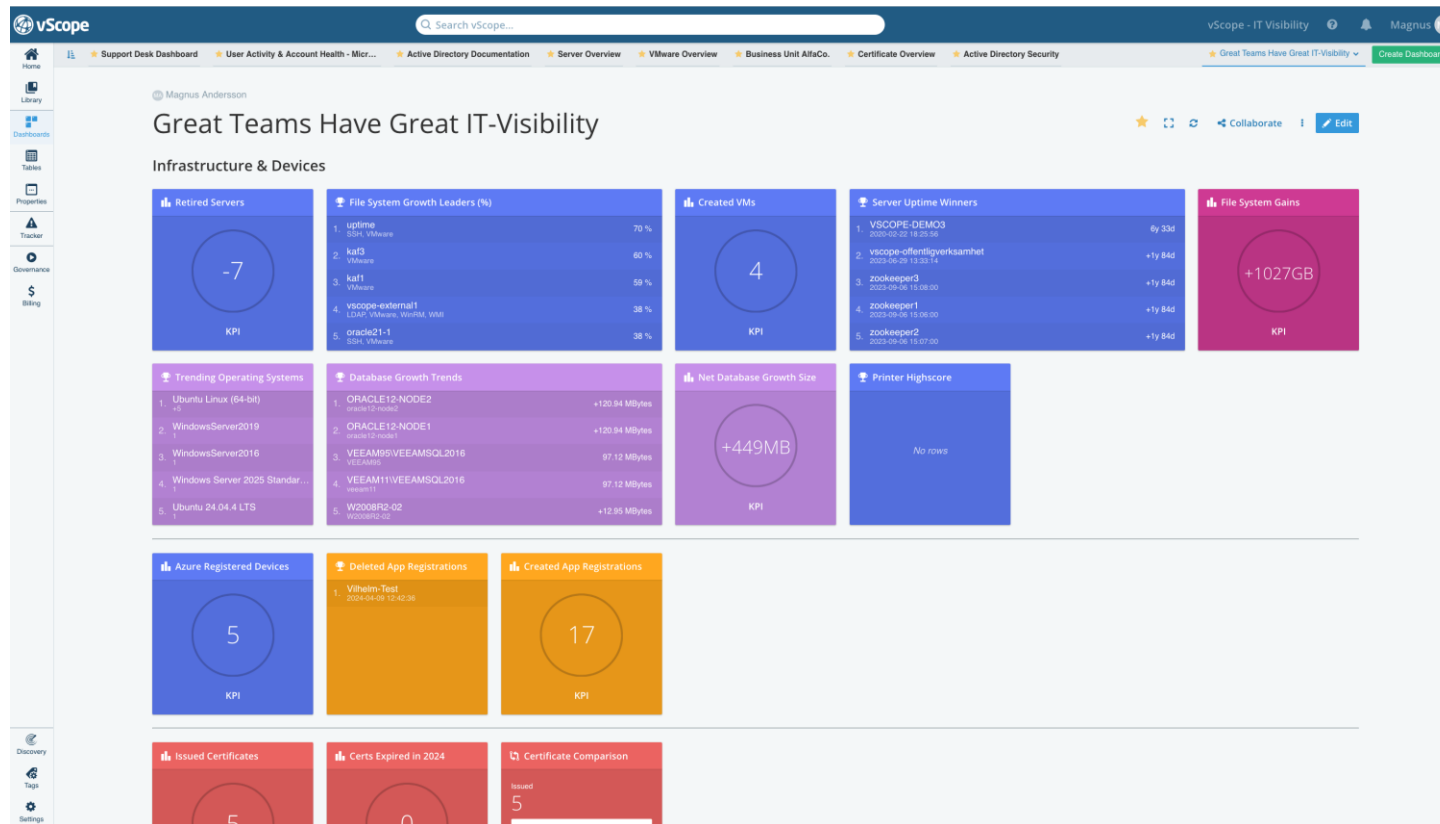 vScope
Search vScope...
vScope - IT Visibility
Magnus
Support Desk Dashboard
User Activity & Account Health - Micr...
Active Directory Documentation
Server Overview
VMware Overview
Business Unit AlfaCo.
Certificate Overview
Active Directory Security
Great Teams Have Great IT-Visibility
Create Dashboar
Home
Library
Dashboards
Tables
Properties
Tracker
Governance
Billing
Discovery
Tags
Settings
Magnus Andersson
Great Teams Have Great IT-Visibility
Collaborate
Edit
Infrastructure & Devices
Retired Servers
-7
KPI
File System Growth Leaders (%)
1. uptime 70 %
SSH, VMware
2. kaf3 60 %
VMware
3. kaf1 59 %
VMware
4. vscope-external1 38 %
LDAP, VMware, WinRM, WMI
5. oracle21-1 38 %
SSH, VMware
Created VMs
4
KPI
Server Uptime Winners
1. VSCOPE-DEMO3 6y 33d
2020-02-22 18:25:56
2. vscope-offentligverksamhet +1y 84d
2023-06-29 13:33:14
3. zookeeper3 +1y 84d
2023-09-06 15:08:00
4. zookeeper1 +1y 84d
2023-09-06 15:06:00
5. zookeeper2 +1y 84d
2023-09-06 15:07:00
File System Gains
+1027GB
KPI
Trending Operating Systems
1. Ubuntu Linux (64-bit)
+5
2. WindowsServer2019
1
3. WindowsServer2016
1
4. Windows Server 2025 Standar...
1
5. Ubuntu 24.04.4 LTS
1
Database Growth Trends
1. ORACLE12-NODE2 +120.94 MBytes
oracle12-node2
2. ORACLE12-NODE1 +120.94 MBytes
oracle12-node1
3. VEEAM95\VEEAMSQL2016 97.12 MBytes
VEEAM95
4. VEEAM11\VEEAMSQL2016 97.12 MBytes
veeam11
5. W2008R2-02 +12.95 MBytes
W2008R2-02
Net Database Growth Size
+449MB
KPI
Printer Highscore
No rows
Azure Registered Devices
5
KPI
Deleted App Registrations
1. Vilhelm-Test
2024-04-09 12:42:36
Created App Registrations
17
KPI
Issued Certificates
5
Certs Expired in 2024
0
Certificate Comparison
Issued
5